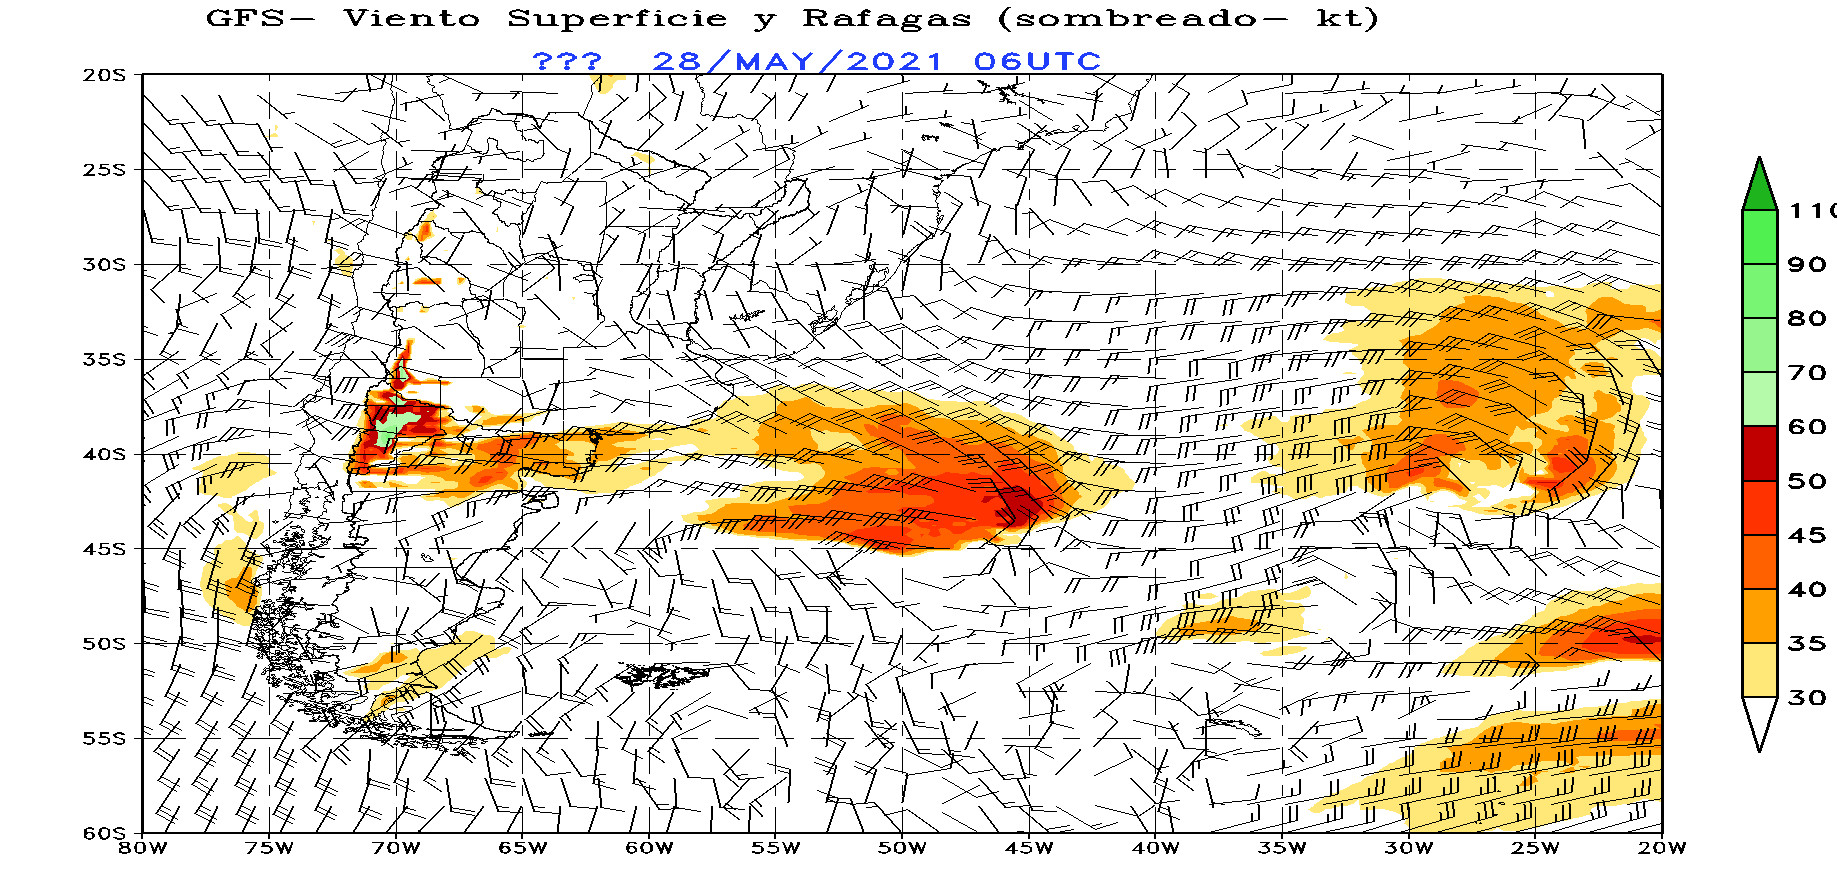 GFS- Viento Superficie y Rafagas (sombreado- kt)
??? 28/MAY/2021 06UTC
20S
25S
30S
35S
40S
45S
50S
55S
60S
80W 75W 70W 65W 60W 55W 50W 45W 40W 35W 30W 25W 20W
110
90
80
70
60
50
45
40
35
30